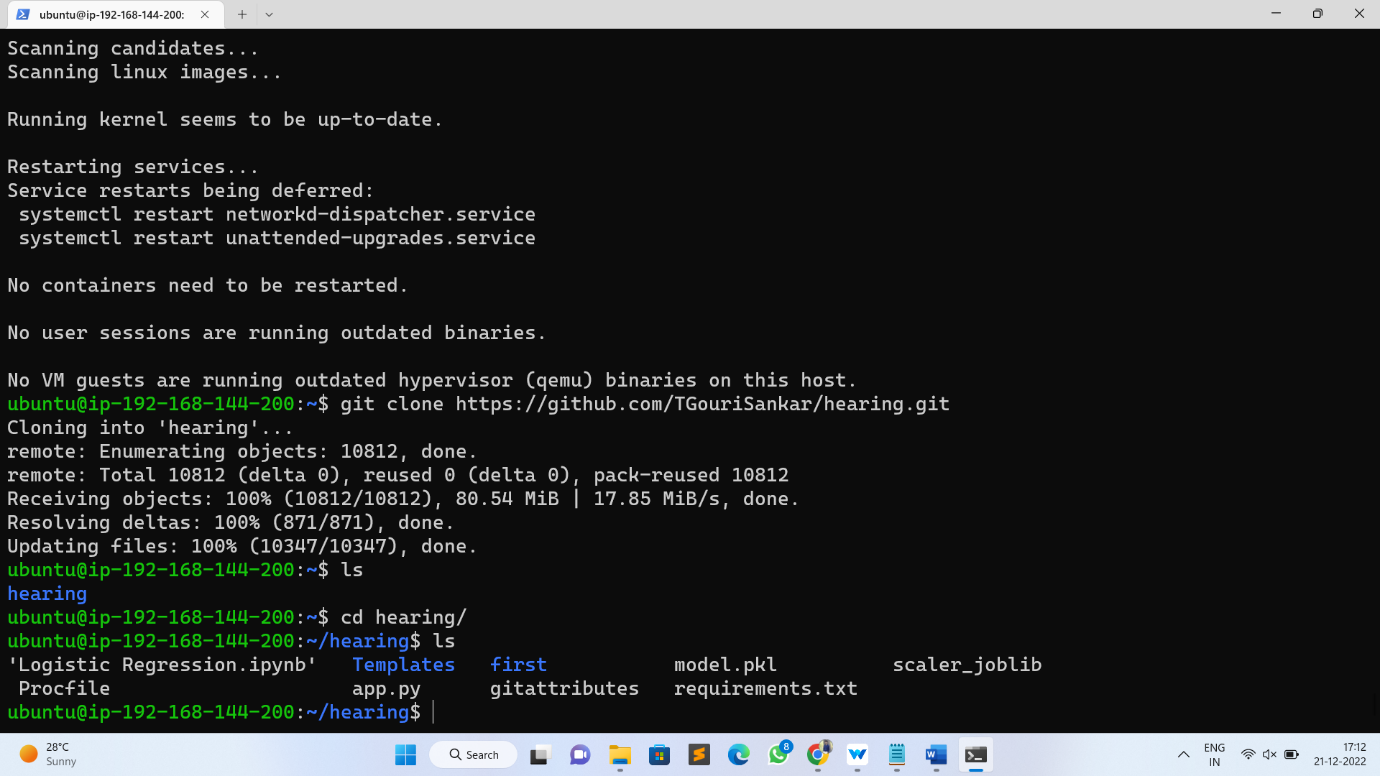 ubuntu@ip-192-168-144-200:
Scanning candidates...
Scanning linux images...
Running kernel seems to be up-to-date.
Restarting services...
Service restarts being deferred:
systemctl restart networkd-dispatcher.service
systemctl restart unattended-upgrades.service
No containers need to be restarted.
No user sessions are running outdated binaries.
No VM guests are running outdated hypervisor (qemu) binaries on this host.
ubuntu@ip-192-168-144-200:~$ git clone https://github.com/TGouriSankar/hearing.git
Cloning into 'hearing'...
remote: Enumerating objects: 10812, done.
remote: Total 10812 (delta 0), reused 0 (delta 0), pack-reused 10812
Receiving objects: 100% (10812/10812), 80.54 MiB | 17.85 MiB/s, done.
Resolving deltas: 100% (871/871), done.
Updating files: 100% (10347/10347), done.
ubuntu@ip-192-168-144-200:~$ ls
hearing
ubuntu@ip-192-168-144-200:~$ cd hearing/
ubuntu@ip-192-168-144-200:~/hearing$ ls
'Logistic Regression.ipynb' Templates first model.pkl scaler_joblib
Procfile app.py gitattributes requirements.txt
ubuntu@ip-192-168-144-200:~/hearing$
28°C
Sunny
Search
8
ENG
IN
17:12
21-12-2022